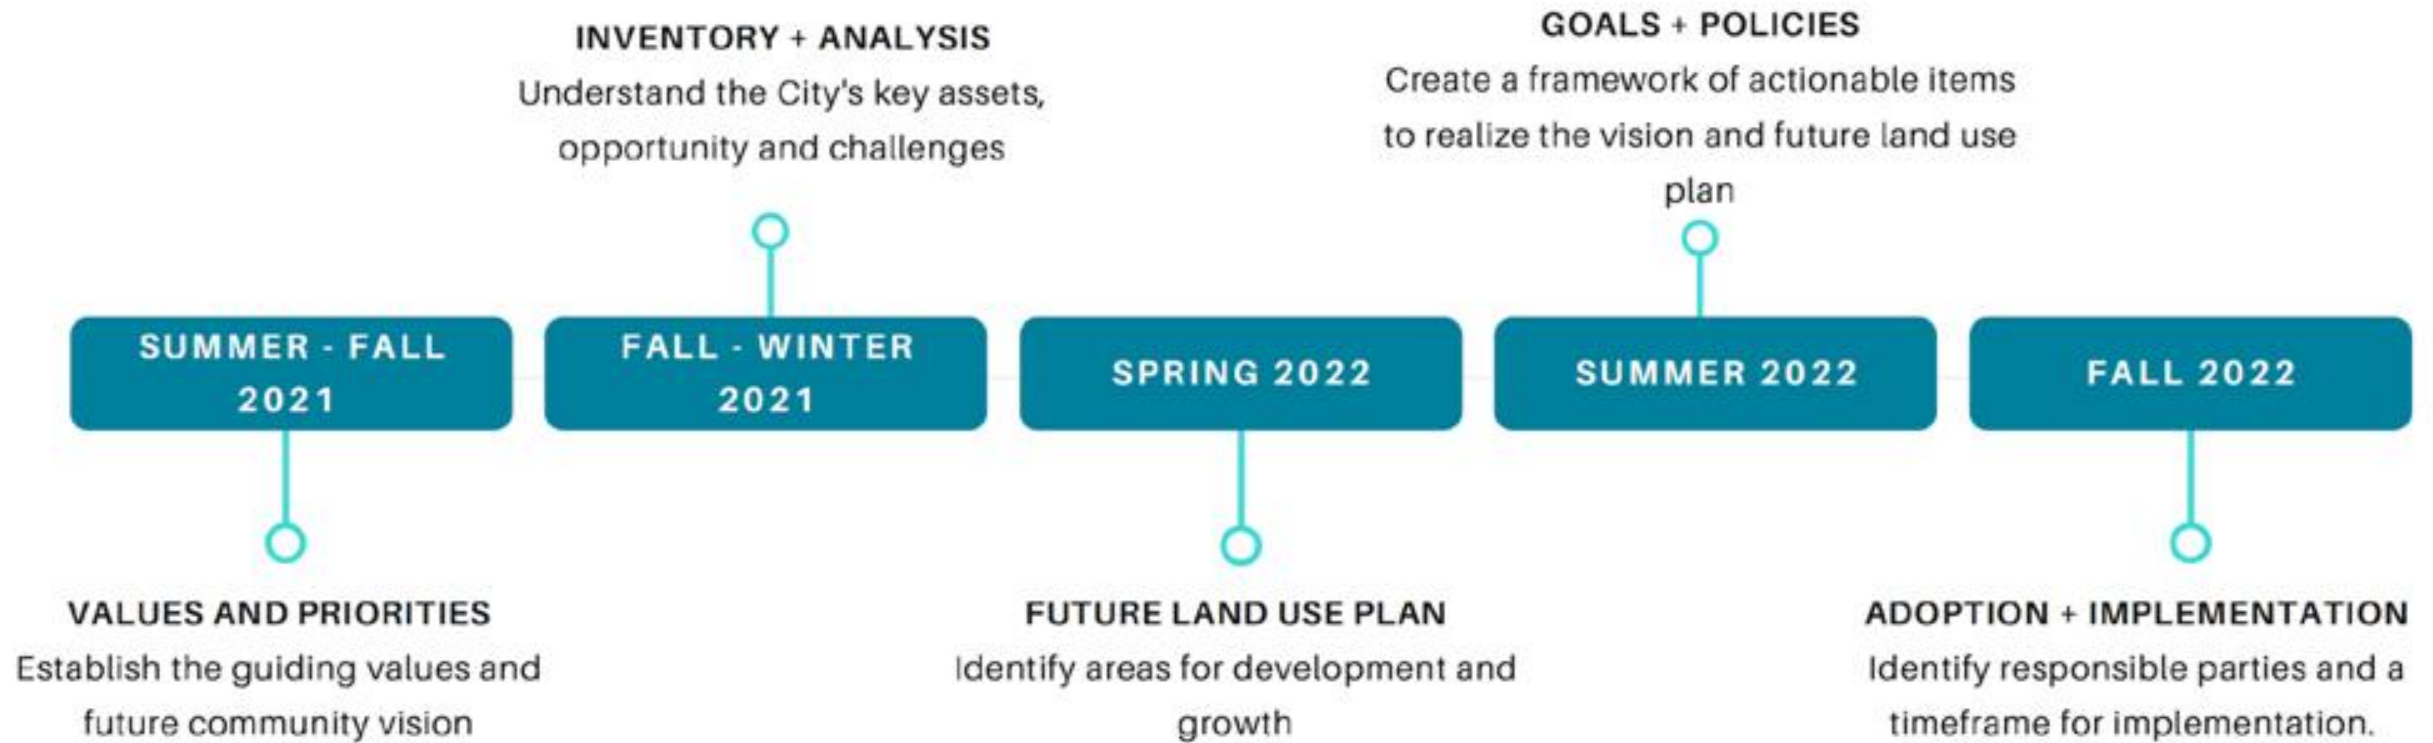 INVENTORY + ANALYSIS
Understand the City's key assets,
opportunity and challenges
GOALS + POLICIES
Create a framework of actionable items
to realize the vision and future land use
plan
SUMMER - FALL
2021
FALL - WINTER
2021
SPRING 2022
SUMMER 2022
FALL 2022
VALUES AND PRIORITIES
Establish the guiding values and
future community vision
FUTURE LAND USE PLAN
Identify areas for development and
growth
ADOPTION + IMPLEMENTATION
Identify responsible parties and a
timeframe for implementation.